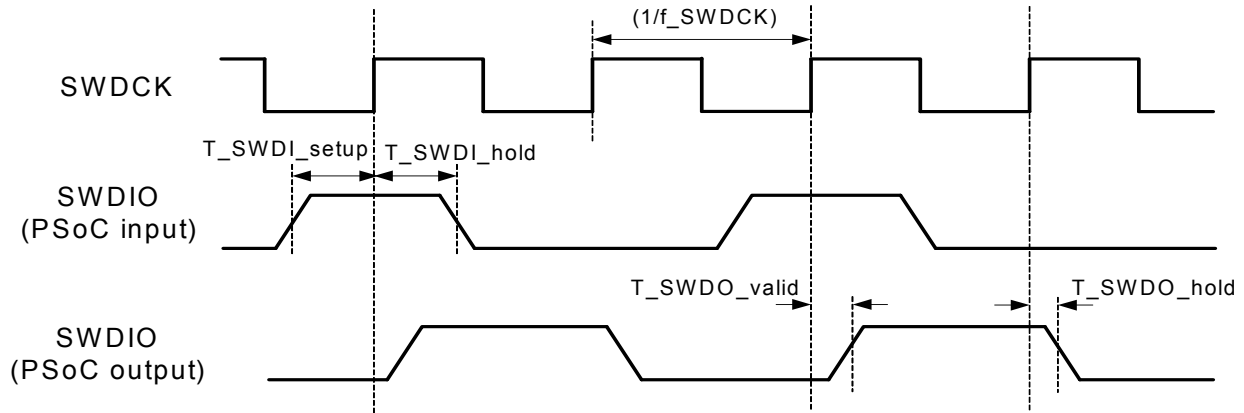 (1/f_SWDCK)
SWDCK
T_SWDI_setup T_SWDI_hold
SWDIO
(PSoC input)
T_SWDO_valid T_SWDO_hold
SWDIO
(PSoC output)